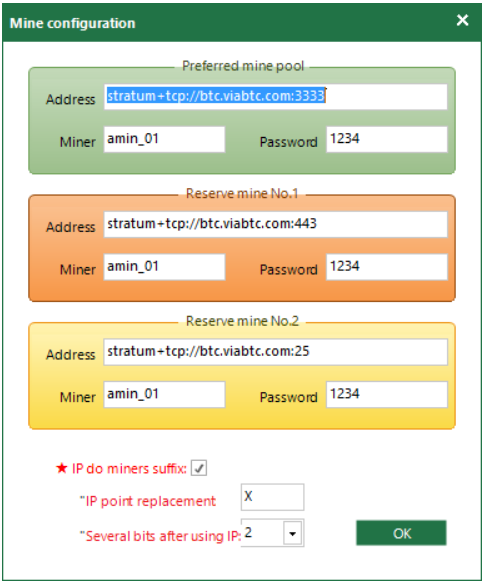 Mine configuration
×
Preferred mine pool
Address stratum+tcp://btc.viabtc.com:3333
Miner amin_01 Password 1234
Reserve mine No.1
Address stratum+tcp://btc.viabtc.com:443
Miner amin_01 Password 1234
Reserve mine No.2
Address stratum+tcp://btc.viabtc.com:25
Miner amin_01 Password 1234
★ IP do miners suffix: ✓
"IP point replacement X
"Several bits after using IP: 2
OK